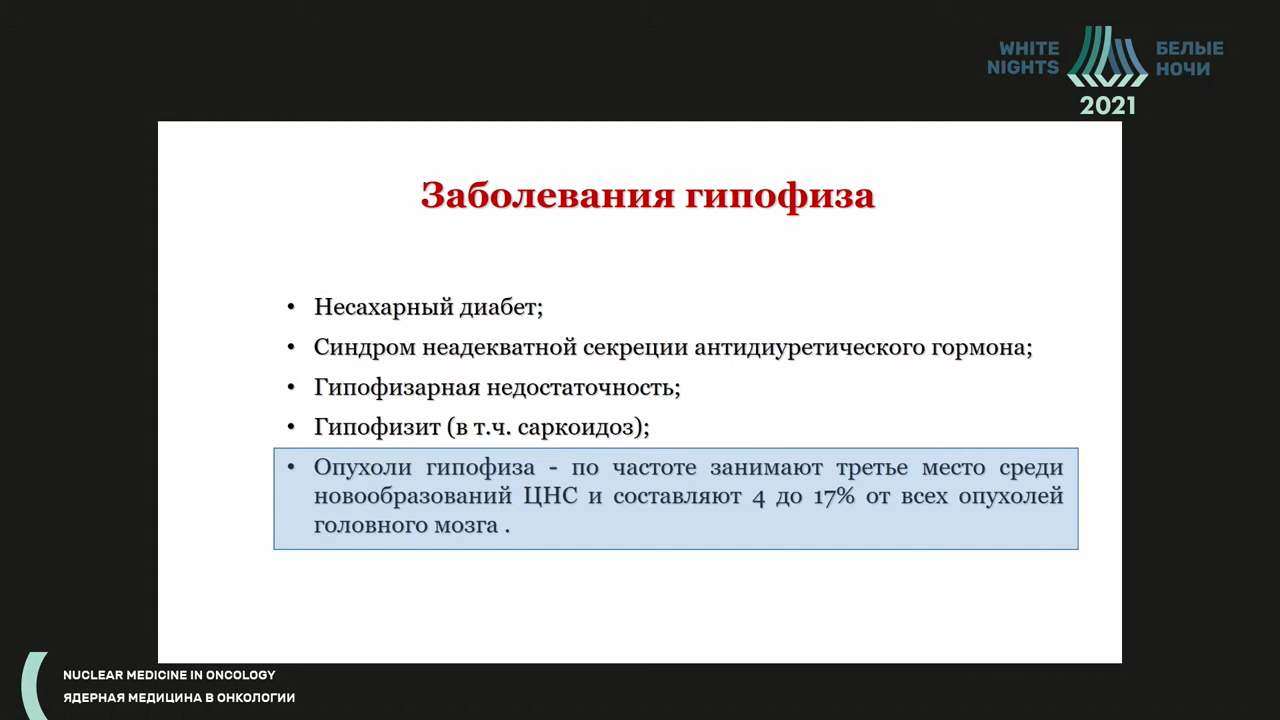 WHITE NIGHTS
БЕЛЫЕ НОЧИ
2021
Заболевания гипофиза
• Несахарный диабет;
• Синдром неадекватной секреции антидиуретического гормона;
• Гипофизарная недостаточность;
• Гипофизит (в т.ч. саркоидоз);
• Опухоли гипофиза - по частоте занимают третье место среди
новообразований ЦНС и составляют 4 до 17% от всех опухолей
головного мозга .
NUCLEAR MEDICINE IN ONCOLOGY
ЯДЕРНАЯ МЕДИЦИНА В ОНКОЛОГИИ